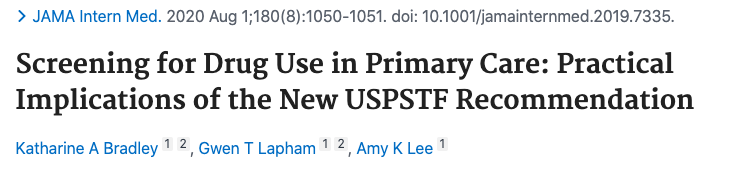 > JAMA Intern Med. 2020 Aug 1;180(8):1050-1051. doi: 10.1001/jamainternmed.2019.7335.
Screening for Drug Use in Primary Care: Practical
Implications of the New USPSTF Recommendation
Katharine A Bradley 1 2, Gwen T Lapham 1 2, Amy K Lee 1